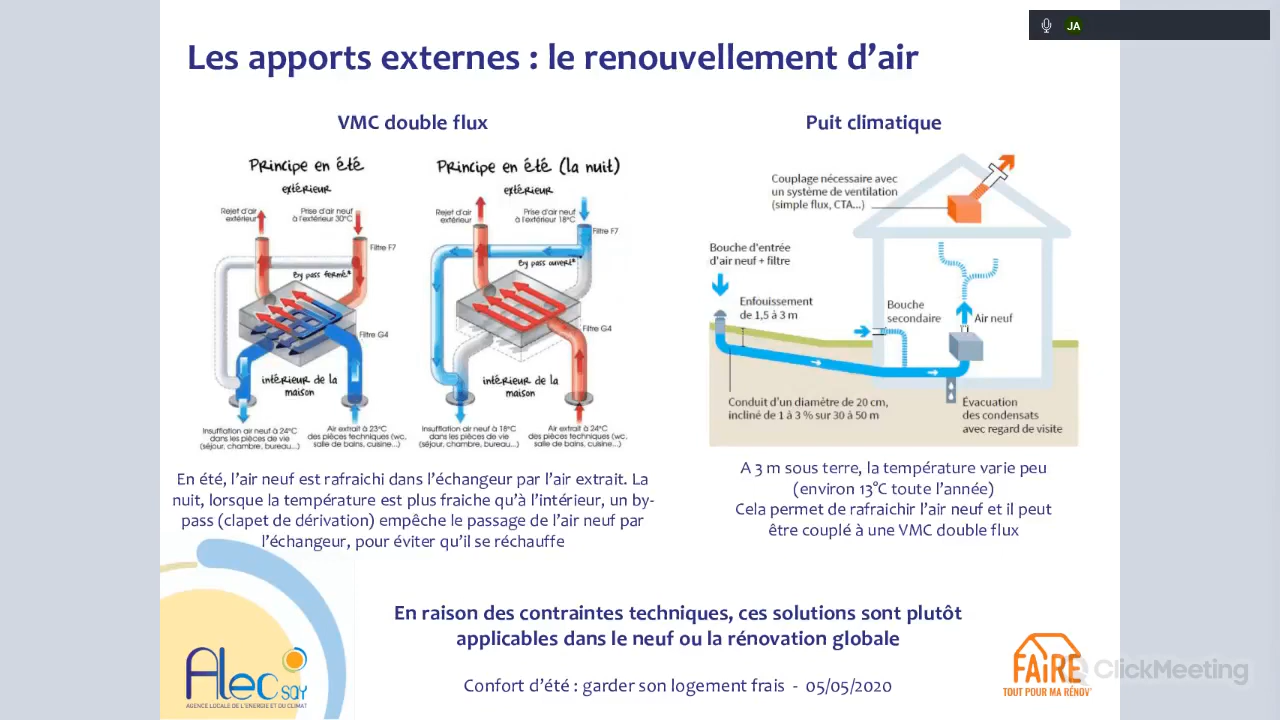 JA
Les apports externes : le renouvellement d'air
VMC double flux
Puit climatique
Principe en été
extérieur
Rejet d'air
extérieur
Prise d'air neuf
à l'extérieur 30°C
Filtre F7
By pass fermé*
Filtre G4
intérieur de la
maison
Insufflation air neuf à 24°C
dans les pièces de vie
(séjour, chambre, bureau...)
Air extrait à 23°C
des pièces techniques (wc,
salle de bains, cuisine...)
Principe en été (la nuit)
extérieur
Rejet d'air
extérieur
Prise d'air neuf
à l'extérieur 18°C
Filtre F7
By pass ouvert*
Filtre G4
intérieur de la
maison
Insufflation air neuf à 18°C
dans les pièces de vie
(séjour, chambre, bureau...)
Air extrait à 24°C
des pièces techniques (wc,
salle de bains, cuisine...)
Couplage nécessaire avec
un système de ventilation
(simple flux, CTA...)
Bouche d'entrée
d'air neuf + filtre
Enfouissement
de 1,5 à 3 m
Bouche
secondaire
Air neuf
Conduit d'un diamètre de 20 cm,
incliné de 1 à 3 % sur 30 à 50 m
Évacuation
des condensats
avec regard de visite
En été, l'air neuf est rafraichi dans l'échangeur par l'air extrait. La
nuit, lorsque la température est plus fraiche qu'à l'intérieur, un by-
pass (clapet de dérivation) empêche le passage de l'air neuf par
l'échangeur, pour éviter qu'il se réchauffe
A 3 m sous terre, la température varie peu
(environ 13°C toute l'année)
Cela permet de rafraichir l'air neuf et il peut
être couplé à une VMC double flux
En raison des contraintes techniques, ces solutions sont plutôt
applicables dans le neuf ou la rénovation globale
Alec SQY
AGENCE LOCALE DE L'ENERGIE ET DU CLIMAT
Confort d'été : garder son logement frais - 05/05/2020
FAIRE
TOUT POUR MA RÉNOV'
ClickMeeting